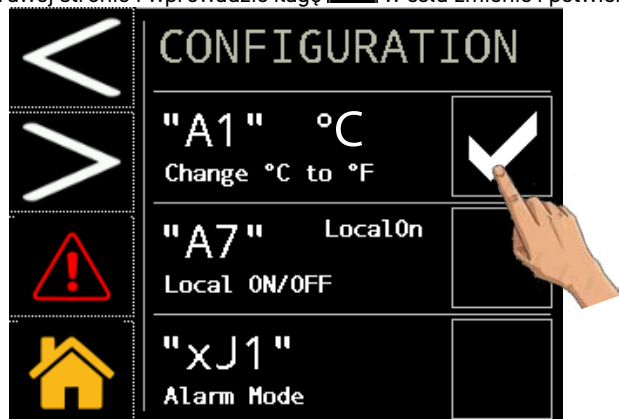 CONFIGURATION
"A1" °C
Change °C to °F
"A7" LocalOn
Local ON/OFF
"xJ1"
Alarm Mode